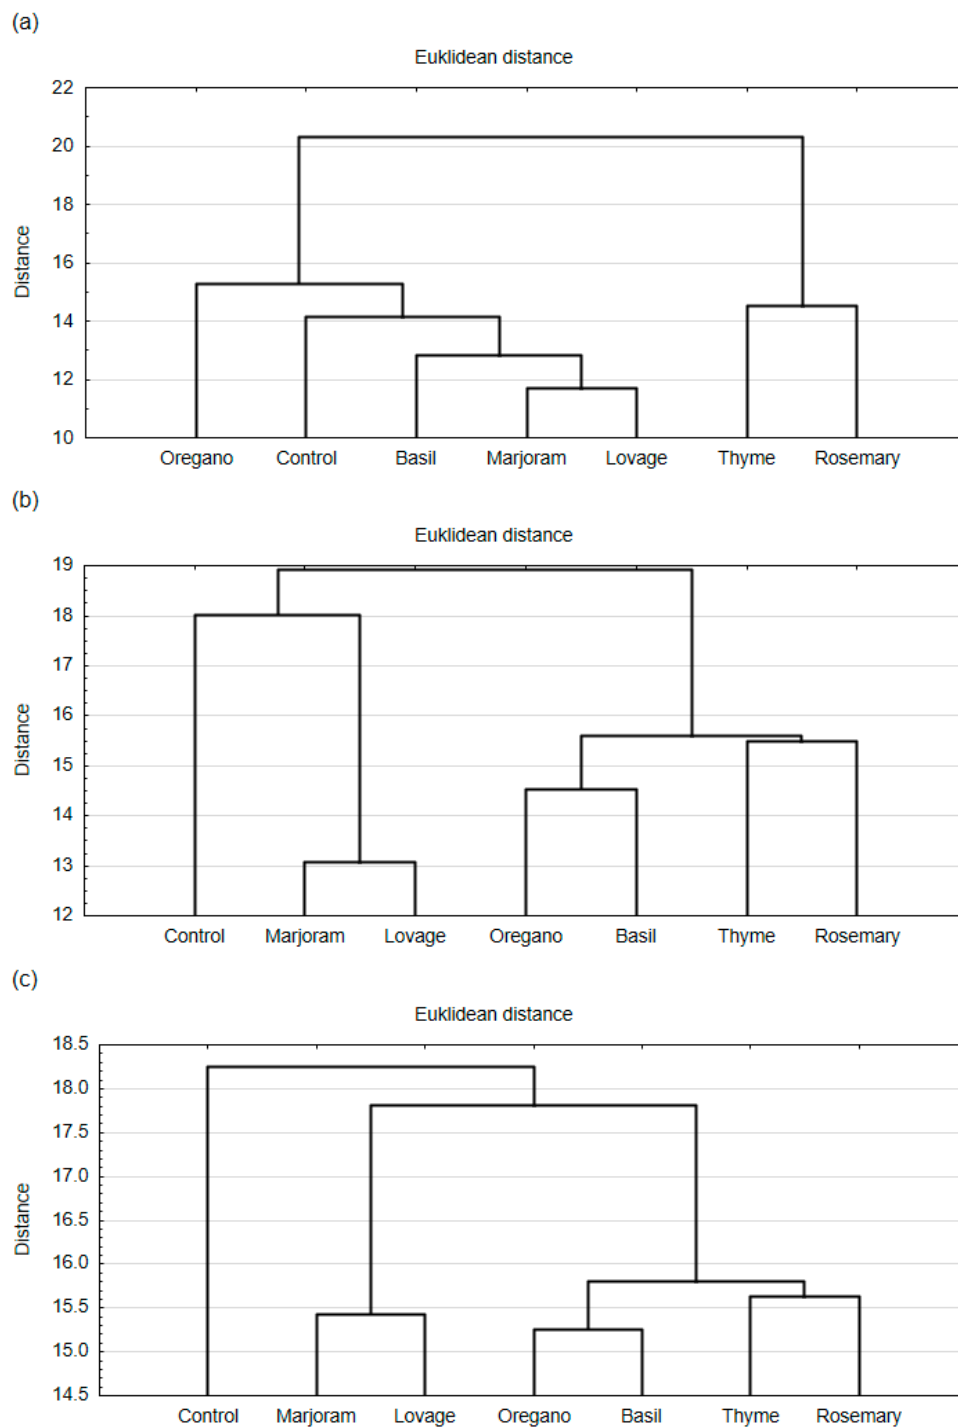 (a)
Euklidean distance
22
20
18
16
14
12
10
Distance
Oregano Control Basil Marjoram Lovage Thyme Rosemary
(b)
Euklidean distance
19
18
17
16
15
14
13
12
Distance
Control Marjoram Lovage Oregano Basil Thyme Rosemary
(c)
Euklidean distance
18.5
18.0
17.5
17.0
16.5
16.0
15.5
15.0
14.5
Distance
Control Marjoram Lovage Oregano Basil Thyme Rosemary